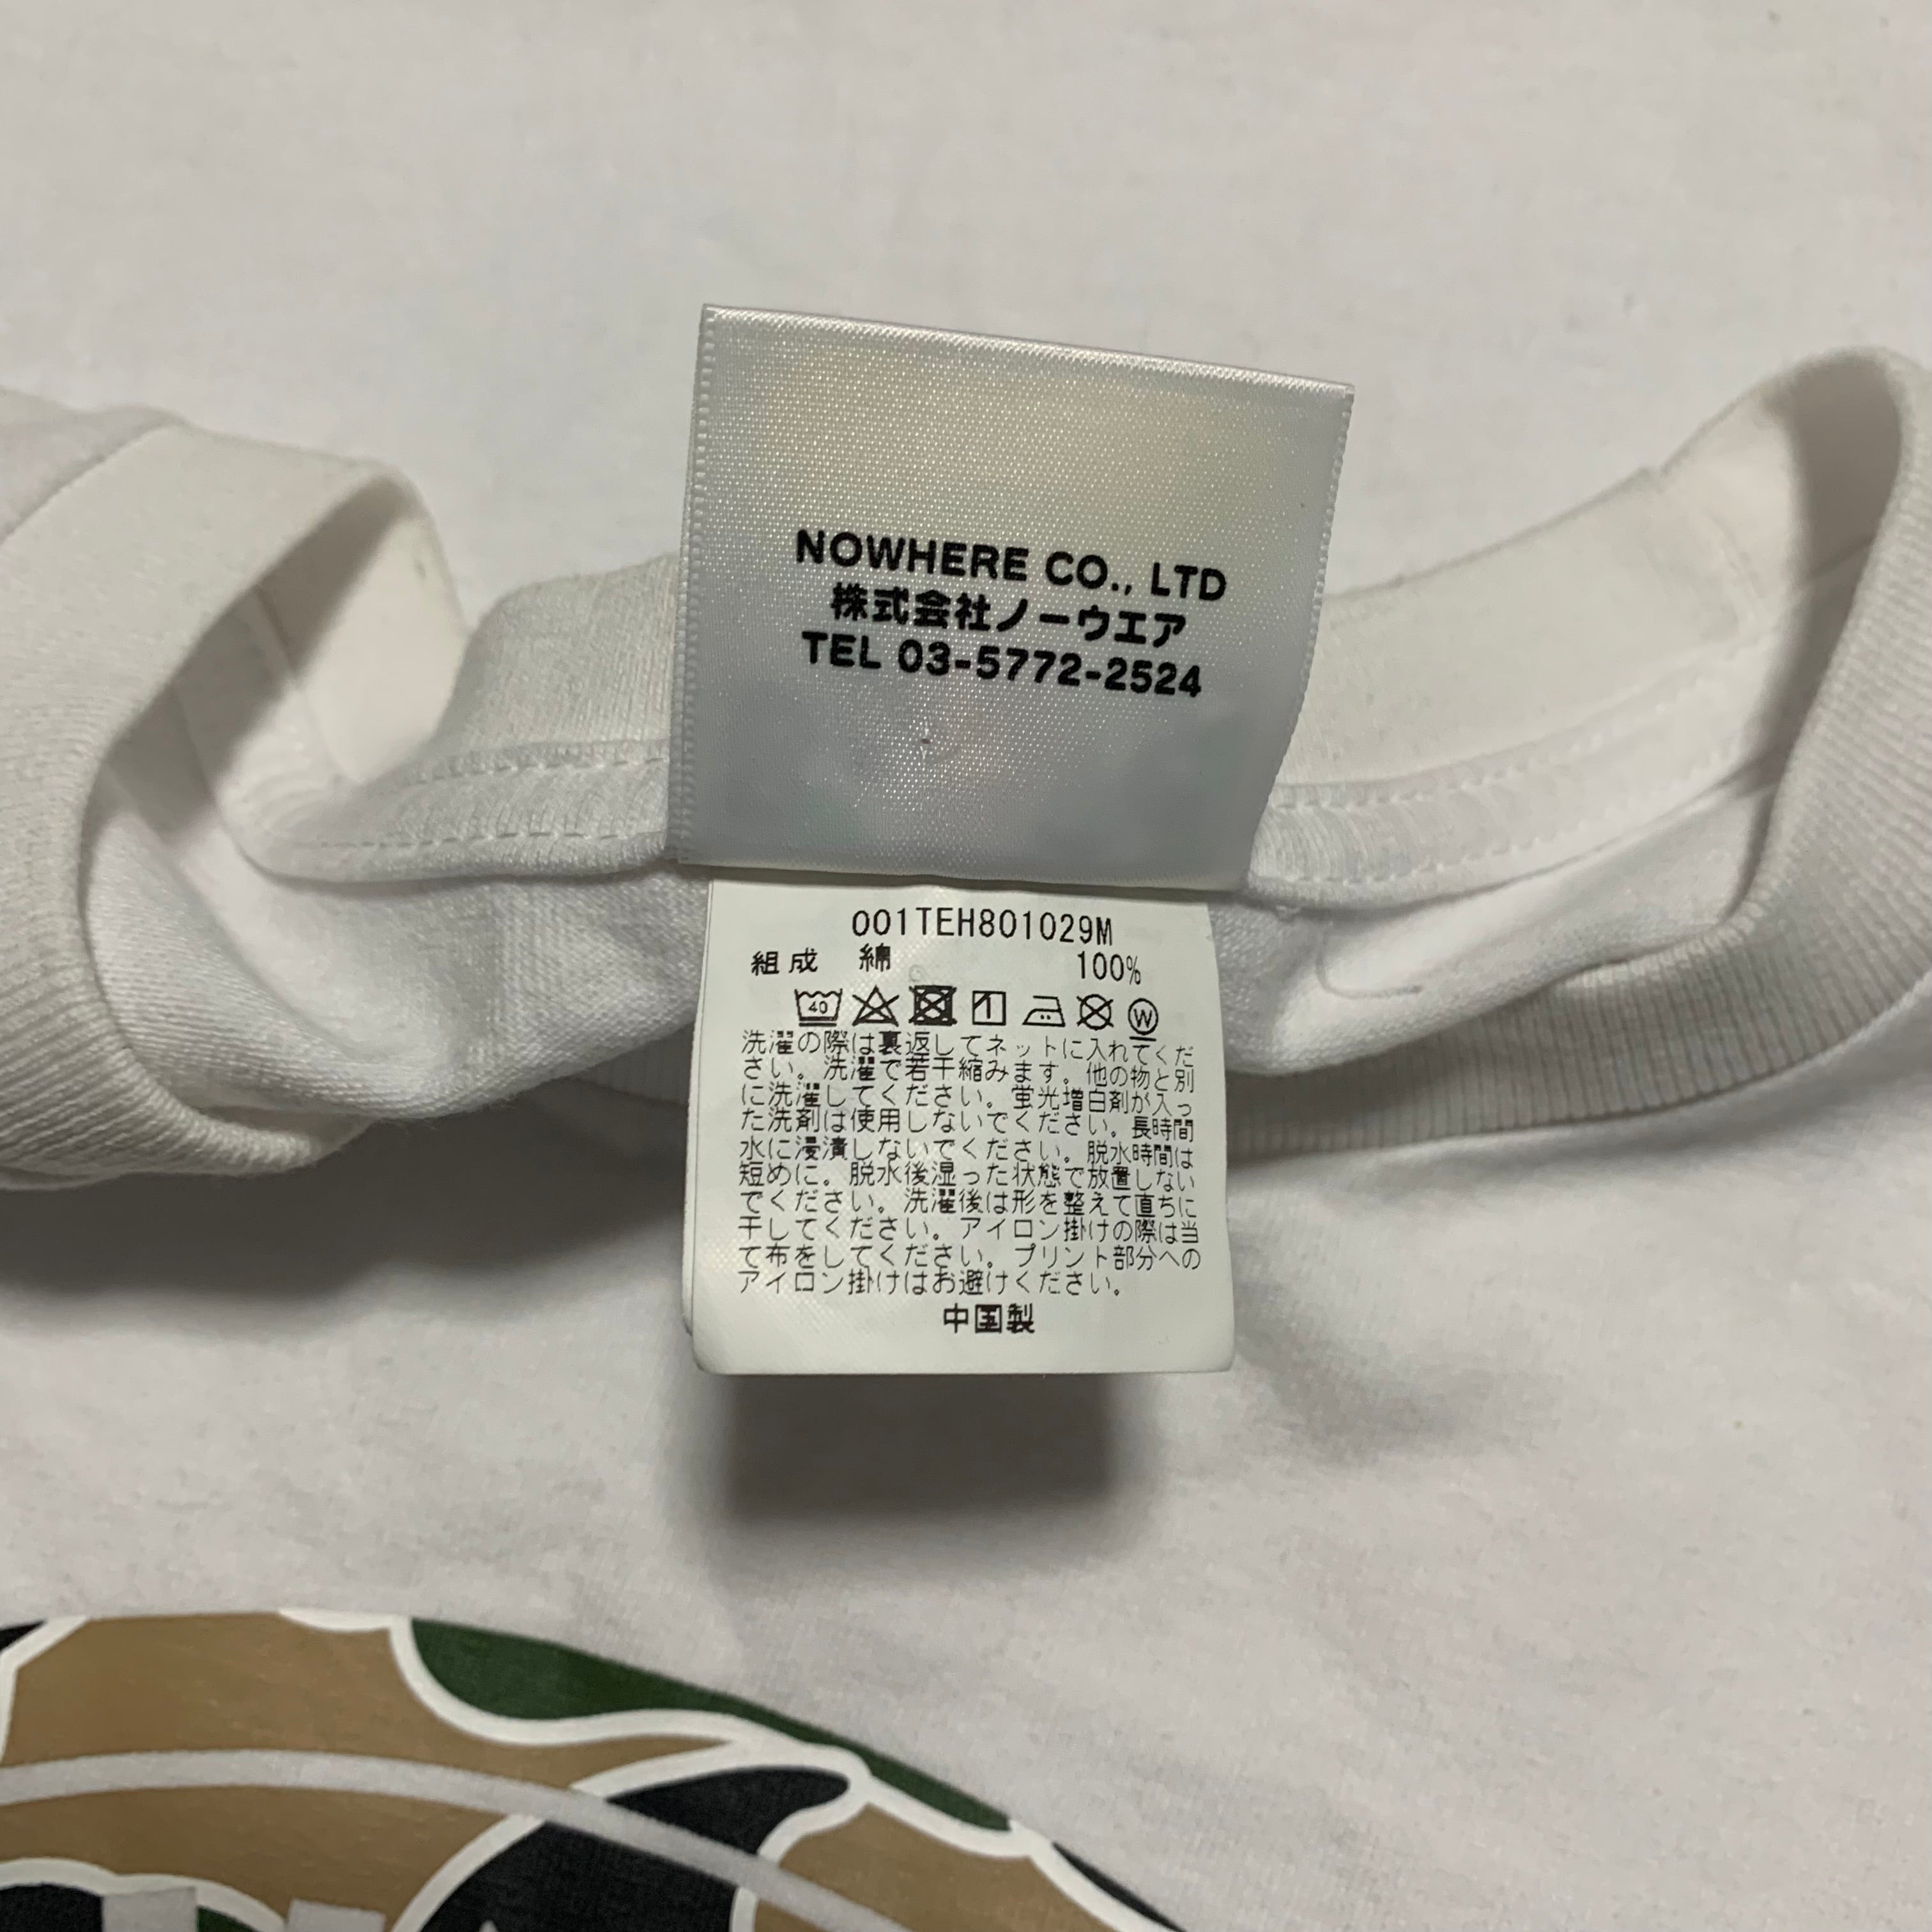 NOWHERE CO., LTD
株式会社ノーウエア
TEL 03-5772-2524
001TEH801029M
組成 綿 100%
40 W
洗濯の際は裏返してネットに入れてくだ
さい。洗濯で若干縮みます。他の物と別
に洗濯してください。蛍光増白剤が入っ
た洗剤は使用しないでください。長時間
水に浸漬しないでください。脱水時間は
短めに。脱水後湿った状態で放置しない
でください。洗濯後は形を整えて直ちに
干してください。アイロン掛けの際は当
て布をしてください。プリント部分への
アイロン掛けはお避けください。
中国製